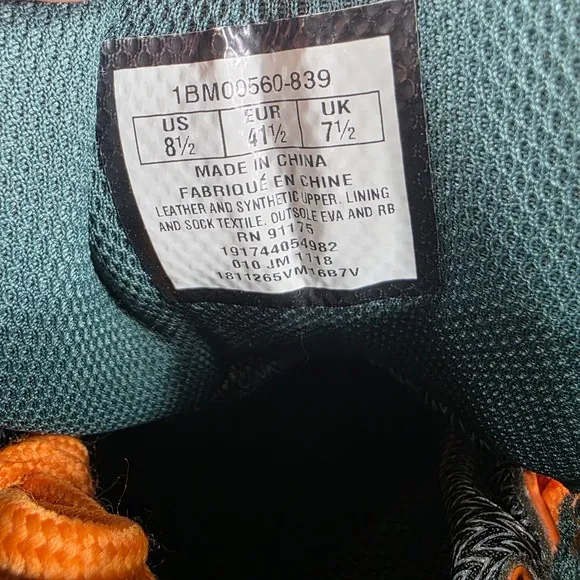 1BM00560-839
US EUR UK
8½ 41½ 7½
MADE IN CHINA
FABRIQUÉ EN CHINE
LEATHER AND SYNTHETIC UPPER. LINING
AND SOCK TEXTILE. OUTSOLE EVA AND RB
RN 91175
191744054982
010 JM 1118
1811265VM16B7V